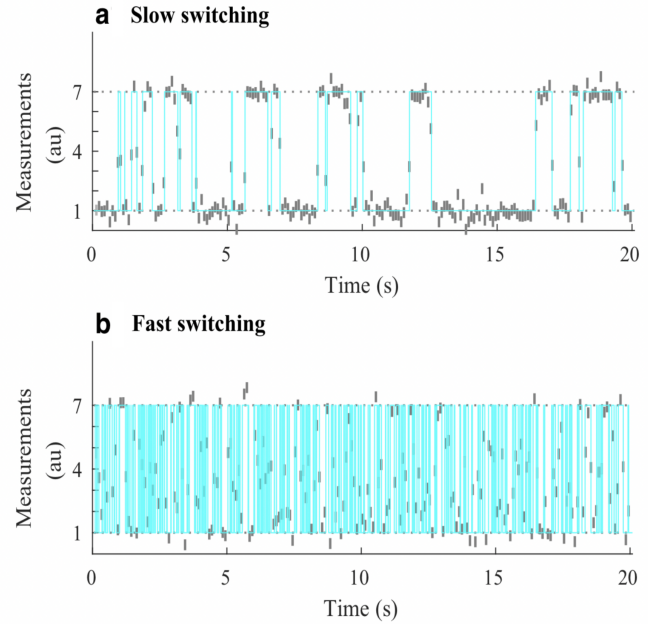 a Slow switching
7
4
1
Measurements
(au)
0 5 10 15 20
Time (s)
b Fast switching
7
4
1
Measurements
(au)
0 5 10 15 20
Time (s)